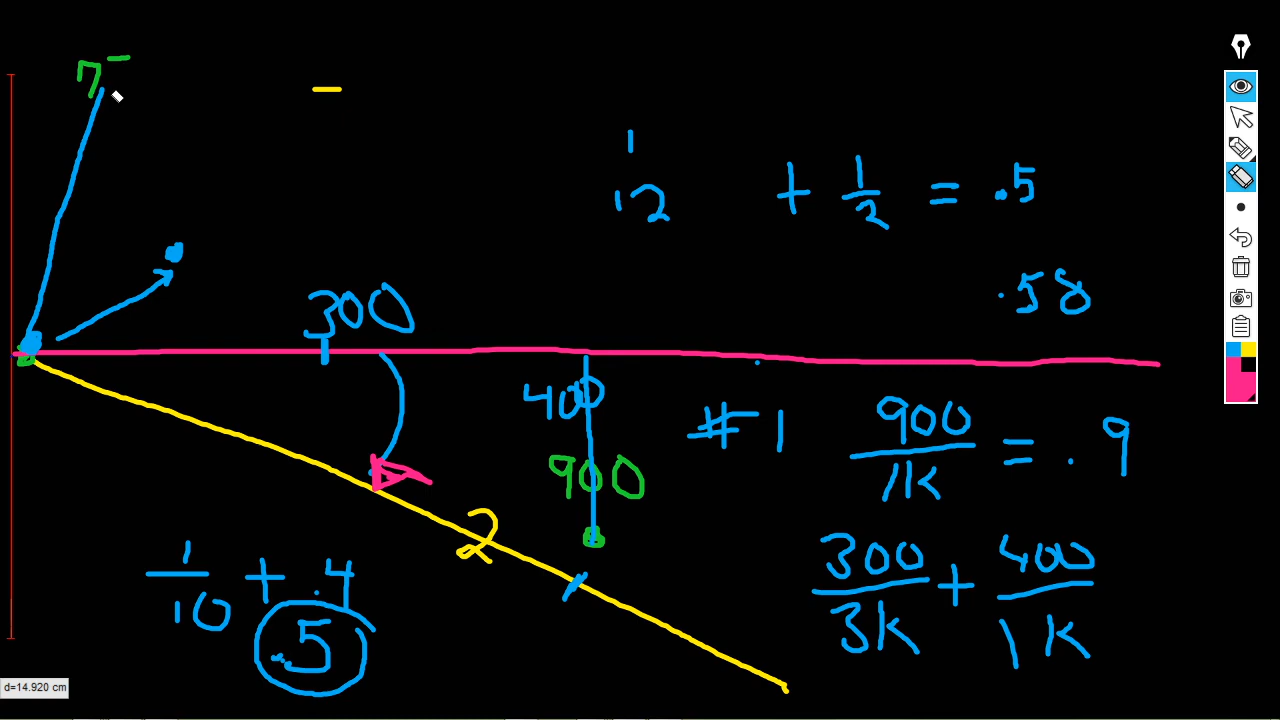 7
1
12 + 1/2 = .5
.58
300
400
#1 900/1K = .9
900
2
300/3K + 400/1K
1/10 + .4
.5
d=14.920 cm